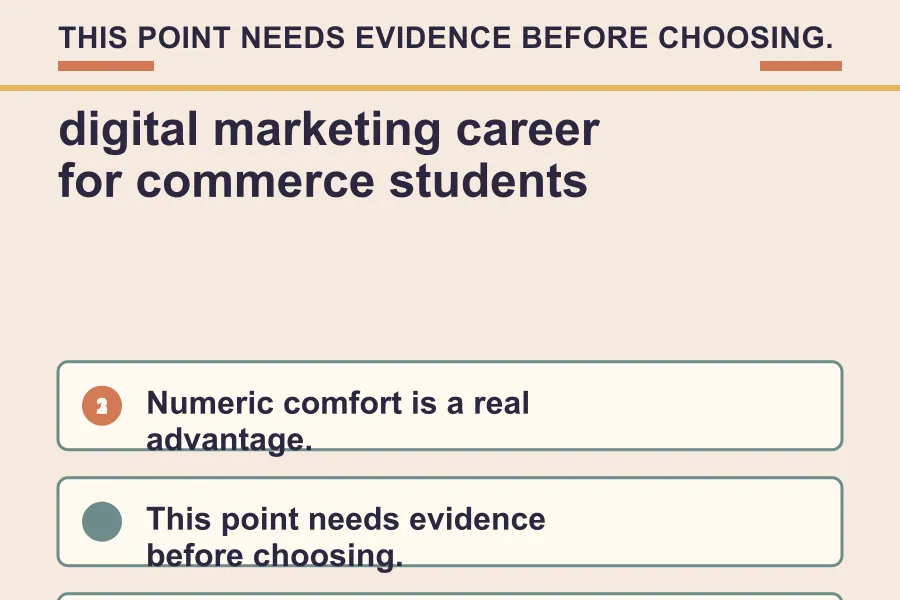 THIS POINT NEEDS EVIDENCE BEFORE CHOOSING.
digital marketing career
for commerce students
Numeric comfort is a real
advantage.
This point needs evidence
before choosing.